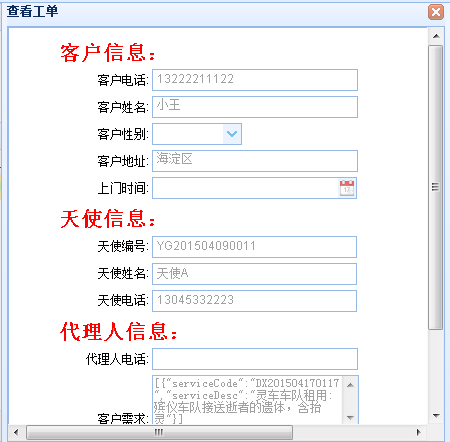 查看工单
客户信息：
客户电话: 13222211122
客户姓名: 小王
客户性别:
客户地址: 海淀区
上门时间:
天使信息：
天使编号: YG201504090011
天使姓名: 天使A
天使电话: 13045332223
代理人信息：
代理人电话:
客户需求: [{"serviceCode":"DX201504170117
","serviceDesc":"灵车车队租用:
殡仪车队接送逝者的遗体，含抬
灵"}]